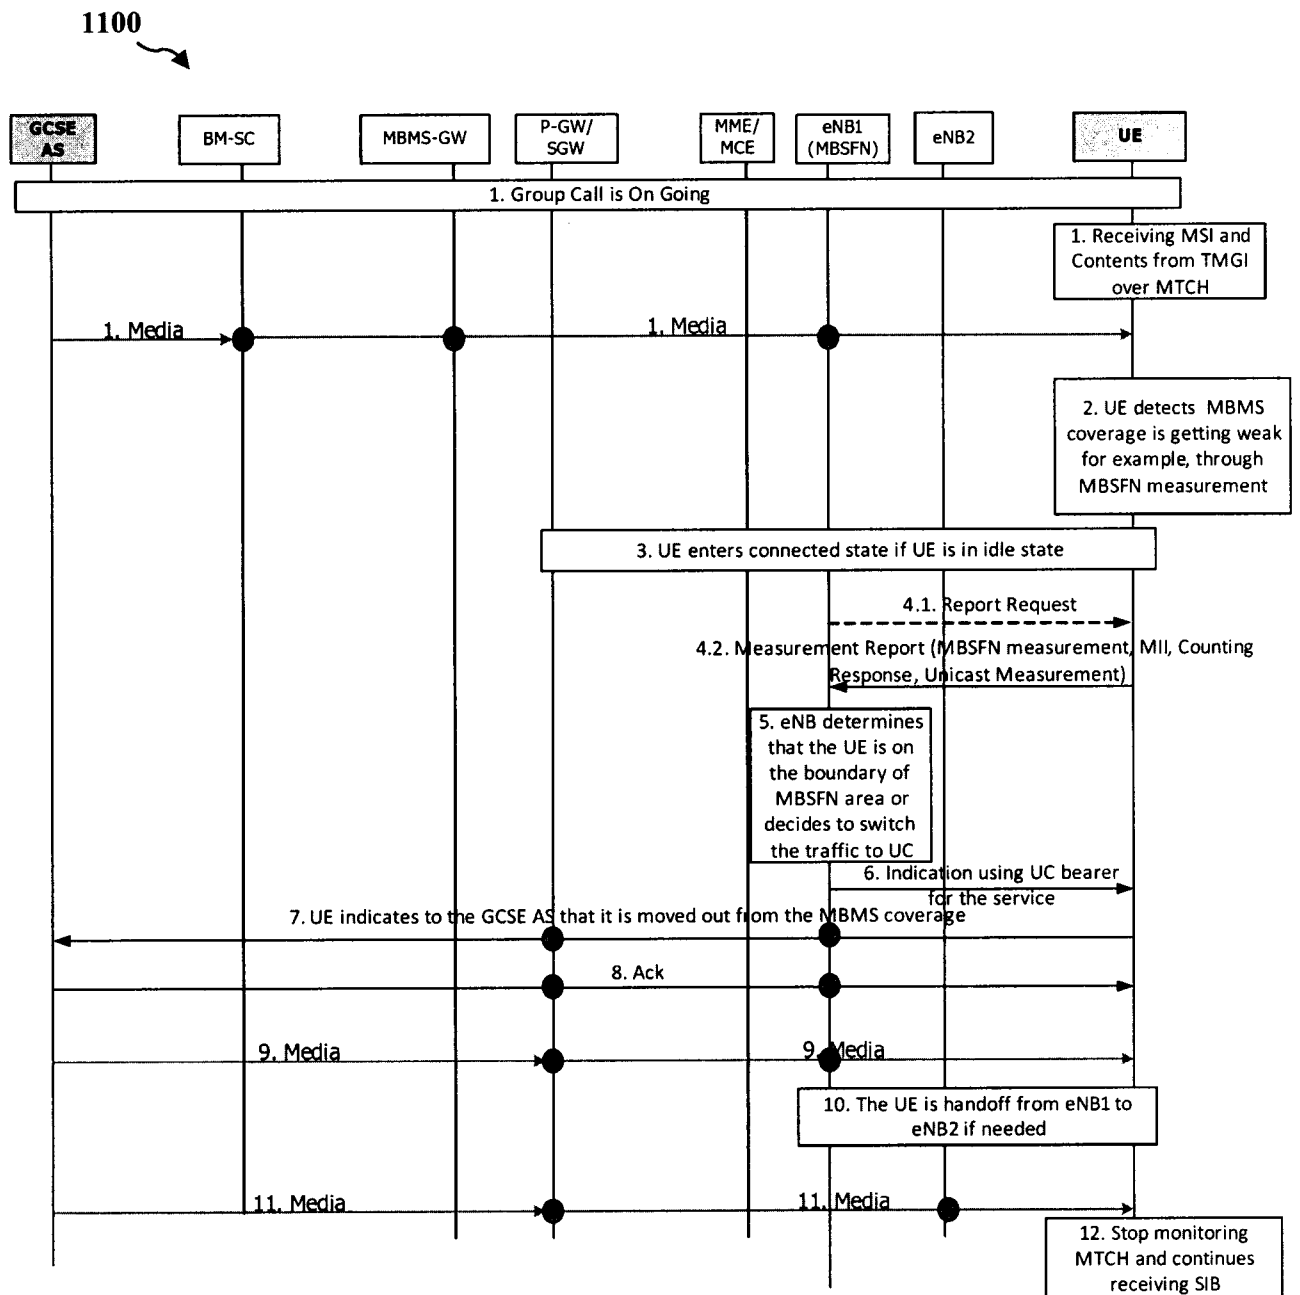 1100
GCSE
AS
BM-SC
MBMS-GW
P-GW/
SGW
MME/
MCE
eNB1
(MBSFN)
eNB2
UE
1. Group Call is On Going
1. Receiving MSI and
Contents from TMGI
over MTCH
1. Media
1. Media
2. UE detects MBMS
coverage is getting weak
for example, through
MBSFN measurement
3. UE enters connected state if UE is in idle state
4.1. Report Request
4.2. Measurement Report (MBSFN measurement, MII, Counting
Response, Unicast Measurement)
5. eNB determines
that the UE is on
the boundary of
MBSFN area or
decides to switch
the traffic to UC
6. Indication using UC bearer
for the service
7. UE indicates to the GCSE AS that it is moved out from the MBMS coverage
8. Ack
9. Media
9. Media
10. The UE is handoff from eNB1 to
eNB2 if needed
11. Media
11. Media
12. Stop monitoring
MTCH and continues
receiving SIB